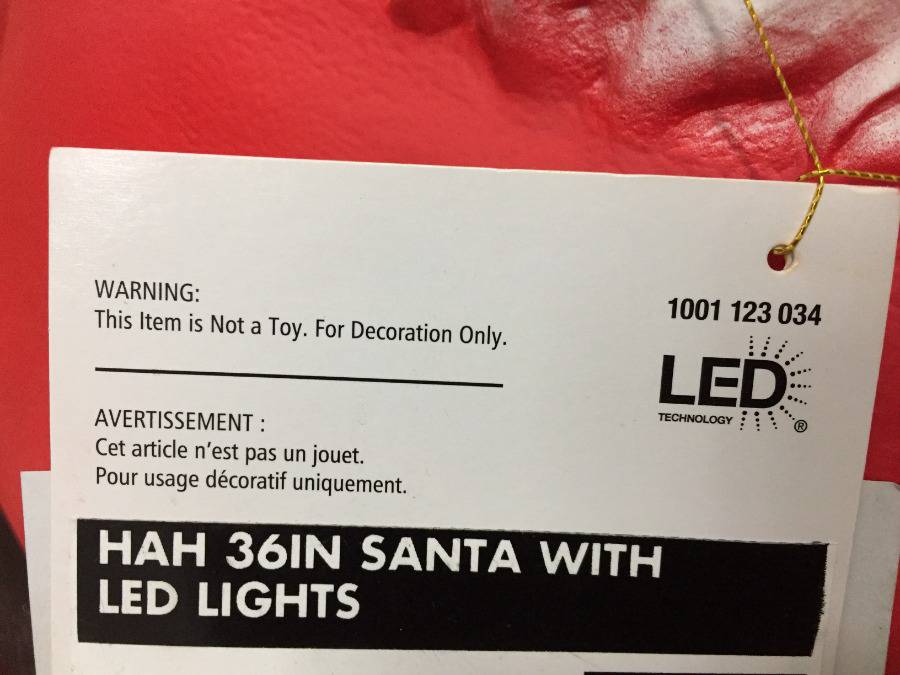 WARNING:
This Item is Not a Toy. For Decoration Only.
1001 123 034
LED
TECHNOLOGY ®
AVERTISSEMENT :
Cet article n'est pas un jouet.
Pour usage décoratif uniquement.
HAH 36IN SANTA WITH
LED LIGHTS